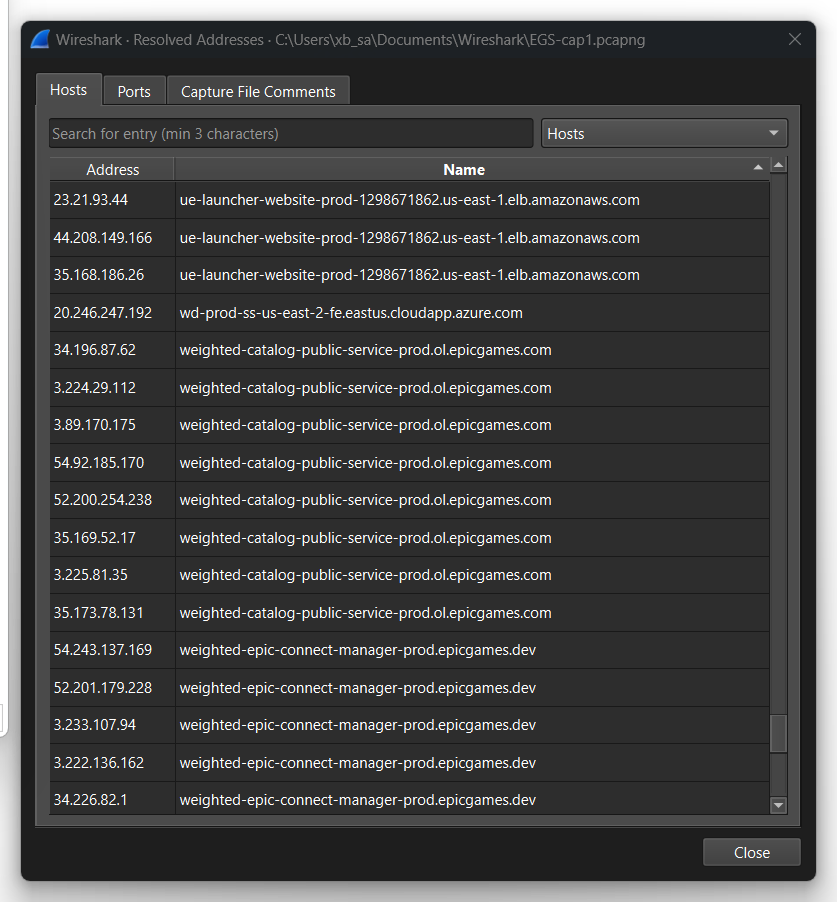 Wireshark · Resolved Addresses · C:\Users\xb_sa\Documents\Wireshark\EGS-cap1.pcapng
Hosts Ports Capture File Comments
Search for entry (min 3 characters) Hosts
Address Name
23.21.93.44 ue-launcher-website-prod-1298671862.us-east-1.elb.amazonaws.com
44.208.149.166 ue-launcher-website-prod-1298671862.us-east-1.elb.amazonaws.com
35.168.186.26 ue-launcher-website-prod-1298671862.us-east-1.elb.amazonaws.com
20.246.247.192 wd-prod-ss-us-east-2-fe.eastus.cloudapp.azure.com
34.196.87.62 weighted-catalog-public-service-prod.ol.epicgames.com
3.224.29.112 weighted-catalog-public-service-prod.ol.epicgames.com
3.89.170.175 weighted-catalog-public-service-prod.ol.epicgames.com
54.92.185.170 weighted-catalog-public-service-prod.ol.epicgames.com
52.200.254.238 weighted-catalog-public-service-prod.ol.epicgames.com
35.169.52.17 weighted-catalog-public-service-prod.ol.epicgames.com
3.225.81.35 weighted-catalog-public-service-prod.ol.epicgames.com
35.173.78.131 weighted-catalog-public-service-prod.ol.epicgames.com
54.243.137.169 weighted-epic-connect-manager-prod.epicgames.dev
52.201.179.228 weighted-epic-connect-manager-prod.epicgames.dev
3.233.107.94 weighted-epic-connect-manager-prod.epicgames.dev
3.222.136.162 weighted-epic-connect-manager-prod.epicgames.dev
34.226.82.1 weighted-epic-connect-manager-prod.epicgames.dev
Close